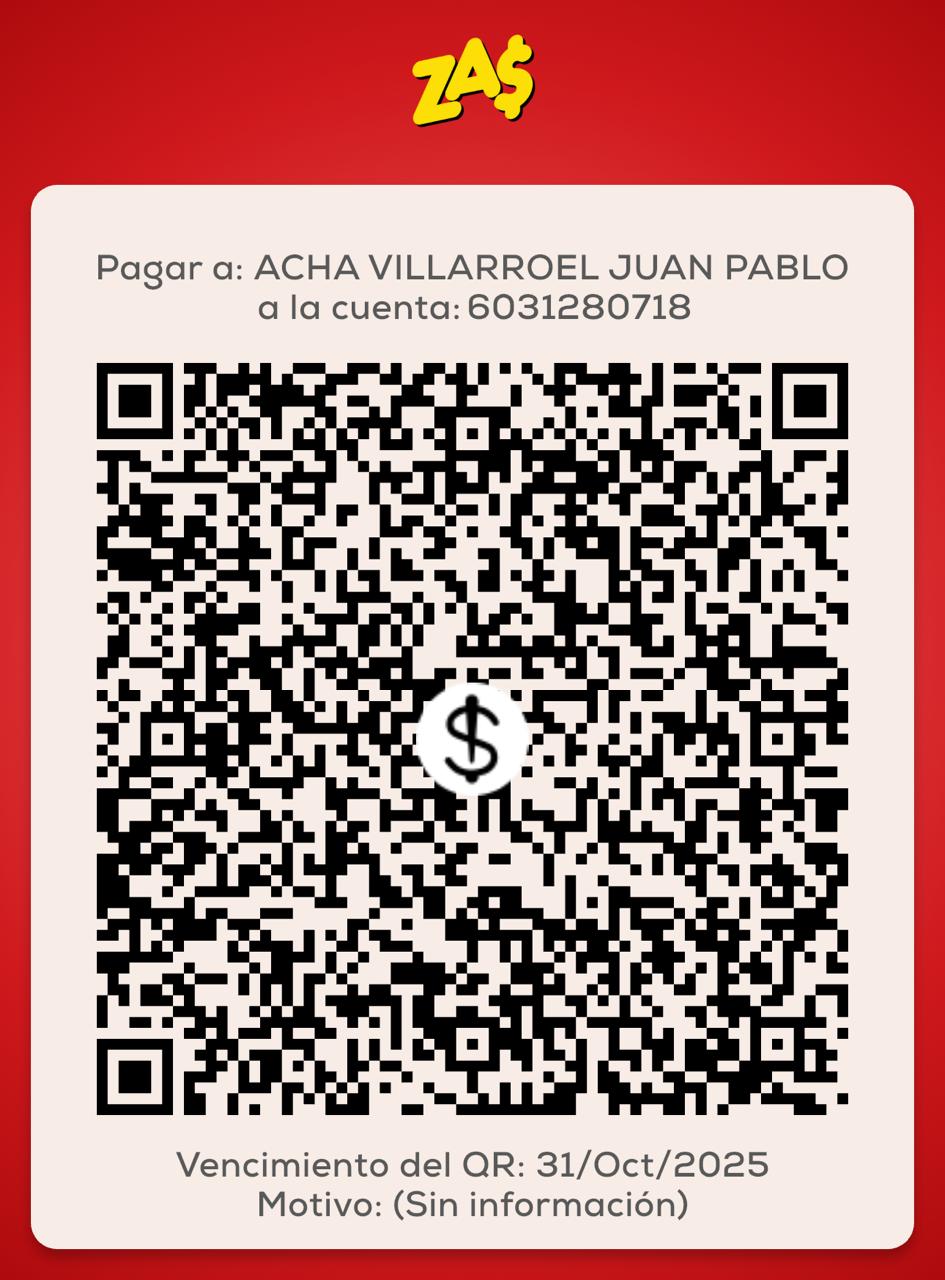 ZA$
Pagar a: ACHA VILLARROEL JUAN PABLO
a la cuenta: 6031280718
$
Vencimiento del QR: 31/Oct/2025
Motivo: (Sin información)